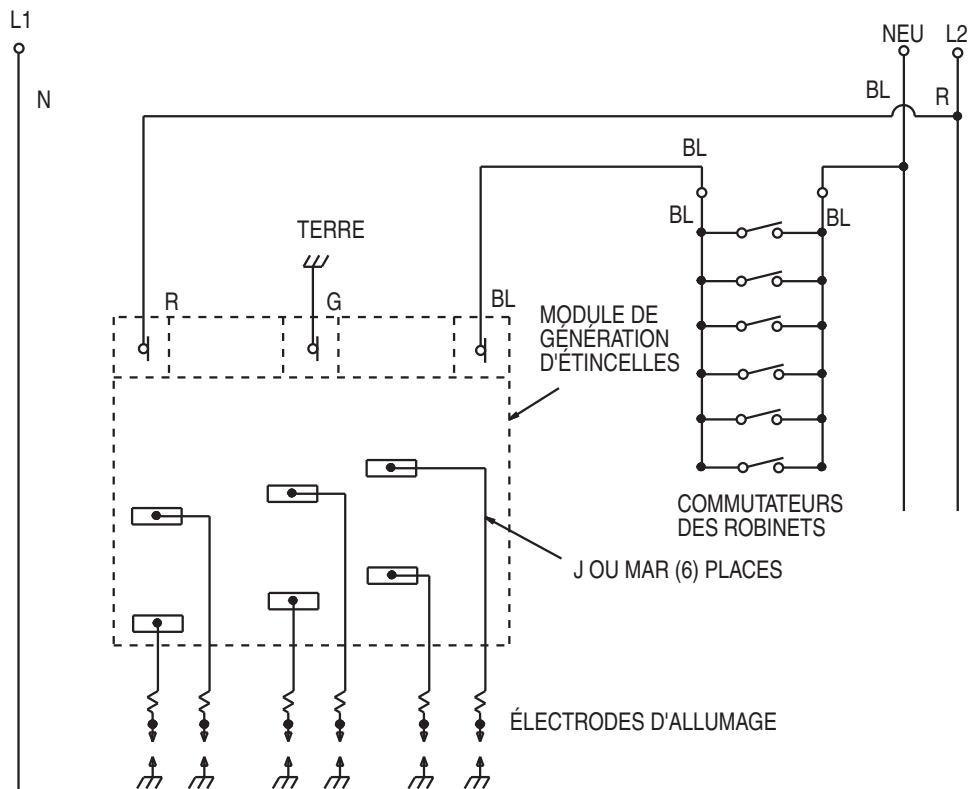 L1
NEU L2
N
BL R
BL
BL BL
TERRE
R G BL
MODULE DE
GÉNÉRATION
D'ÉTINCELLES
COMMUTATEURS
DES ROBINETS
J OU MAR (6) PLACES
ÉLECTRODES D'ALLUMAGE